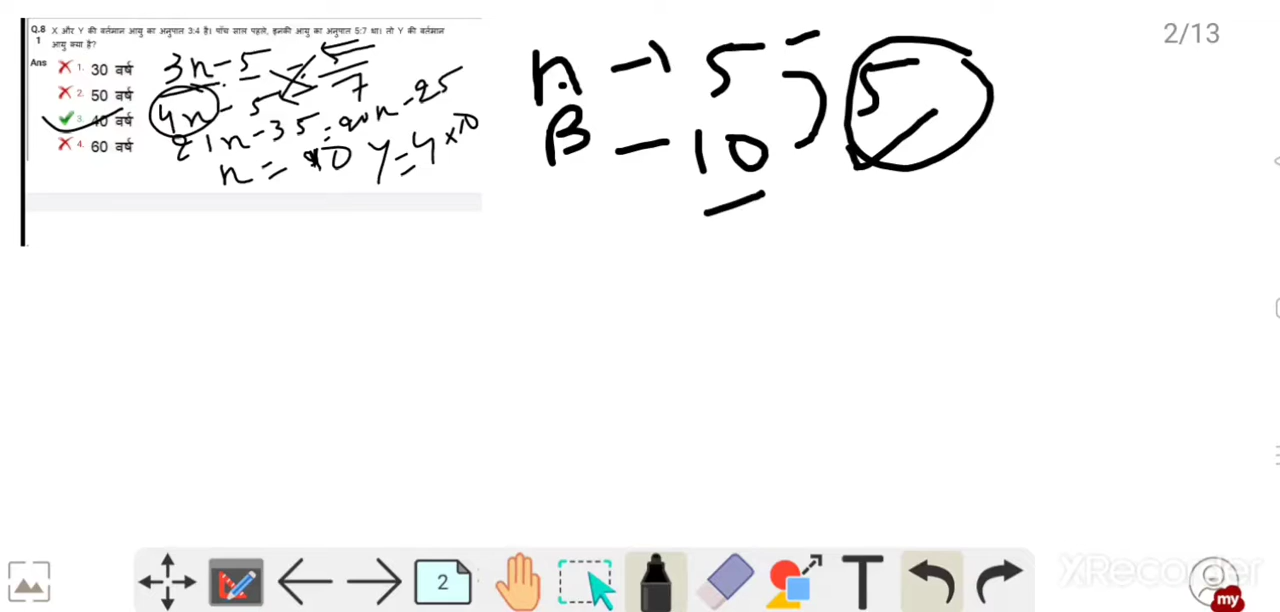 2/13
Q.8
1
X और Y की वर्तमान आयु का अनुपात 3:4 है। पाँच साल पहले, इनकी आयु का अनुपात 5:7 था। तो Y की वर्तमान
आयु क्या है?
Ans
1. 30 वर्ष
2. 50 वर्ष
3. 40 वर्ष
4. 60 वर्ष
3n - 5 = 5
4n - 5 7
21n - 35 = 20n - 25
n = 10 Y = 4 × 10
A - 5
B - 10
5
2
T
XRecorder
my